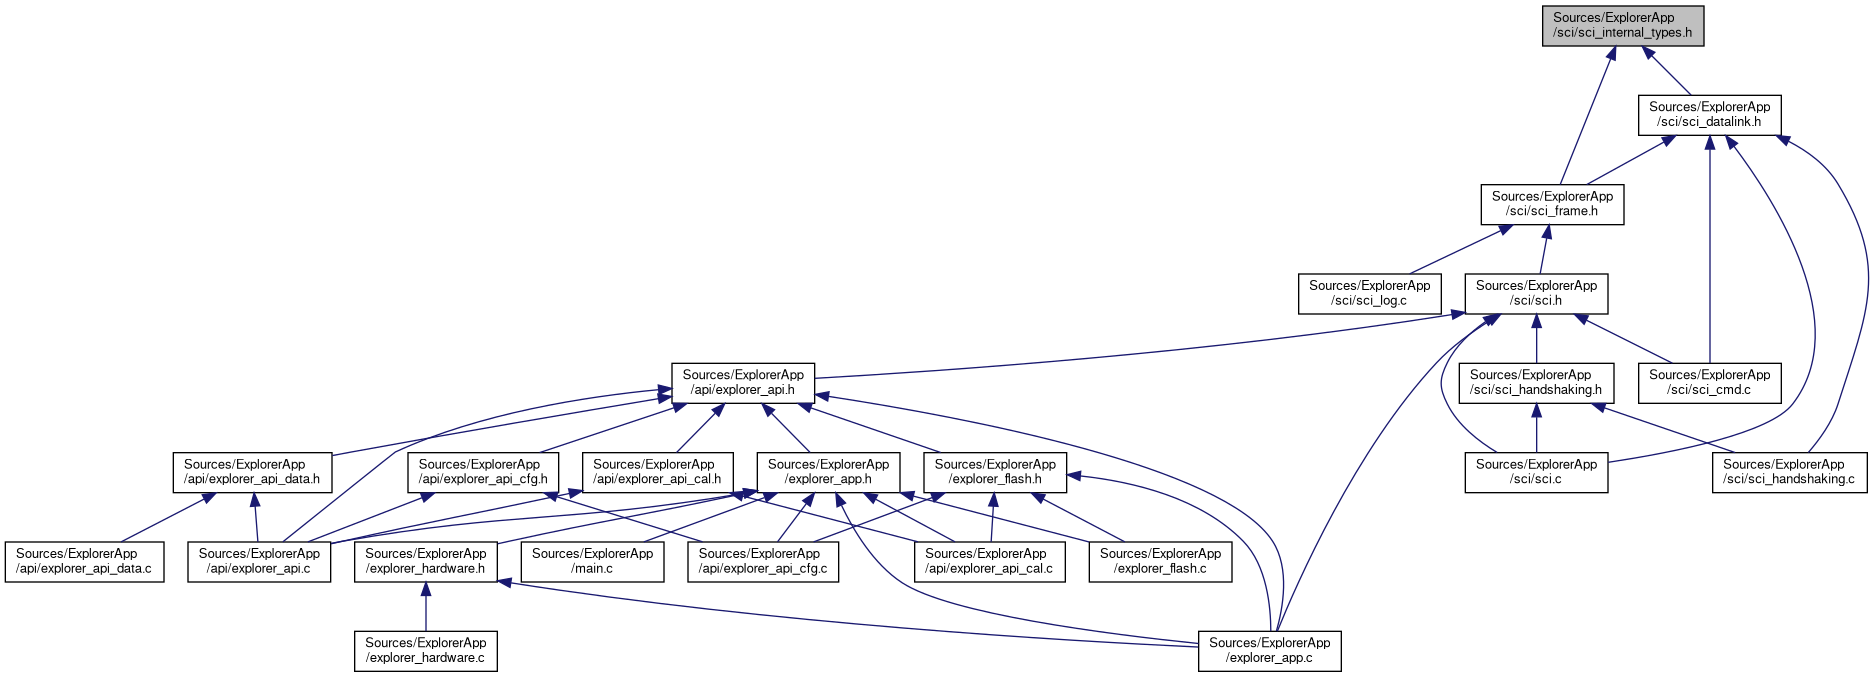 Sources/ExplorerApp
/sci/sci_internal_types.h
Sources/ExplorerApp
/sci/sci_datalink.h
Sources/ExplorerApp
/sci/sci_frame.h
Sources/ExplorerApp
/sci/sci_log.c
Sources/ExplorerApp
/sci/sci.h
Sources/ExplorerApp
/api/explorer_api.h
Sources/ExplorerApp
/sci/sci_handshaking.h
Sources/ExplorerApp
/sci/sci_cmd.c
Sources/ExplorerApp
/api/explorer_api_data.h
Sources/ExplorerApp
/api/explorer_api_cfg.h
Sources/ExplorerApp
/api/explorer_api_cal.h
Sources/ExplorerApp
/explorer_app.h
Sources/ExplorerApp
/explorer_flash.h
Sources/ExplorerApp
/sci/sci.c
Sources/ExplorerApp
/sci/sci_handshaking.c
Sources/ExplorerApp
/api/explorer_api_data.c
Sources/ExplorerApp
/api/explorer_api.c
Sources/ExplorerApp
/explorer_hardware.h
Sources/ExplorerApp
/main.c
Sources/ExplorerApp
/api/explorer_api_cfg.c
Sources/ExplorerApp
/api/explorer_api_cal.c
Sources/ExplorerApp
/explorer_flash.c
Sources/ExplorerApp
/explorer_hardware.c
Sources/ExplorerApp
/explorer_app.c